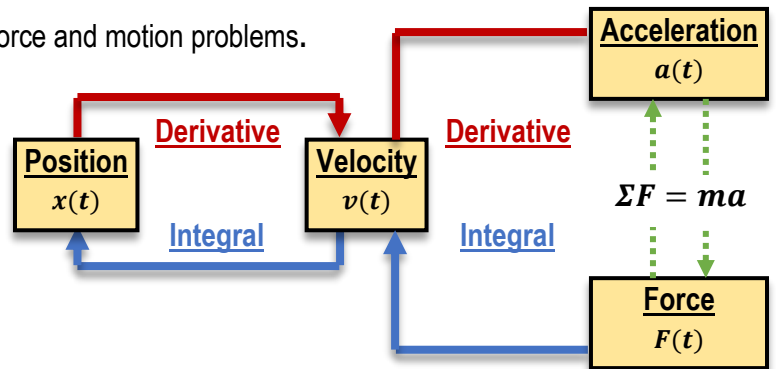 orce and motion problems.
Acceleration
a(t)
Derivative
Derivative
Position
x(t)
Velocity
v(t)
ΣF = ma
Integral
Integral
Force
F(t)